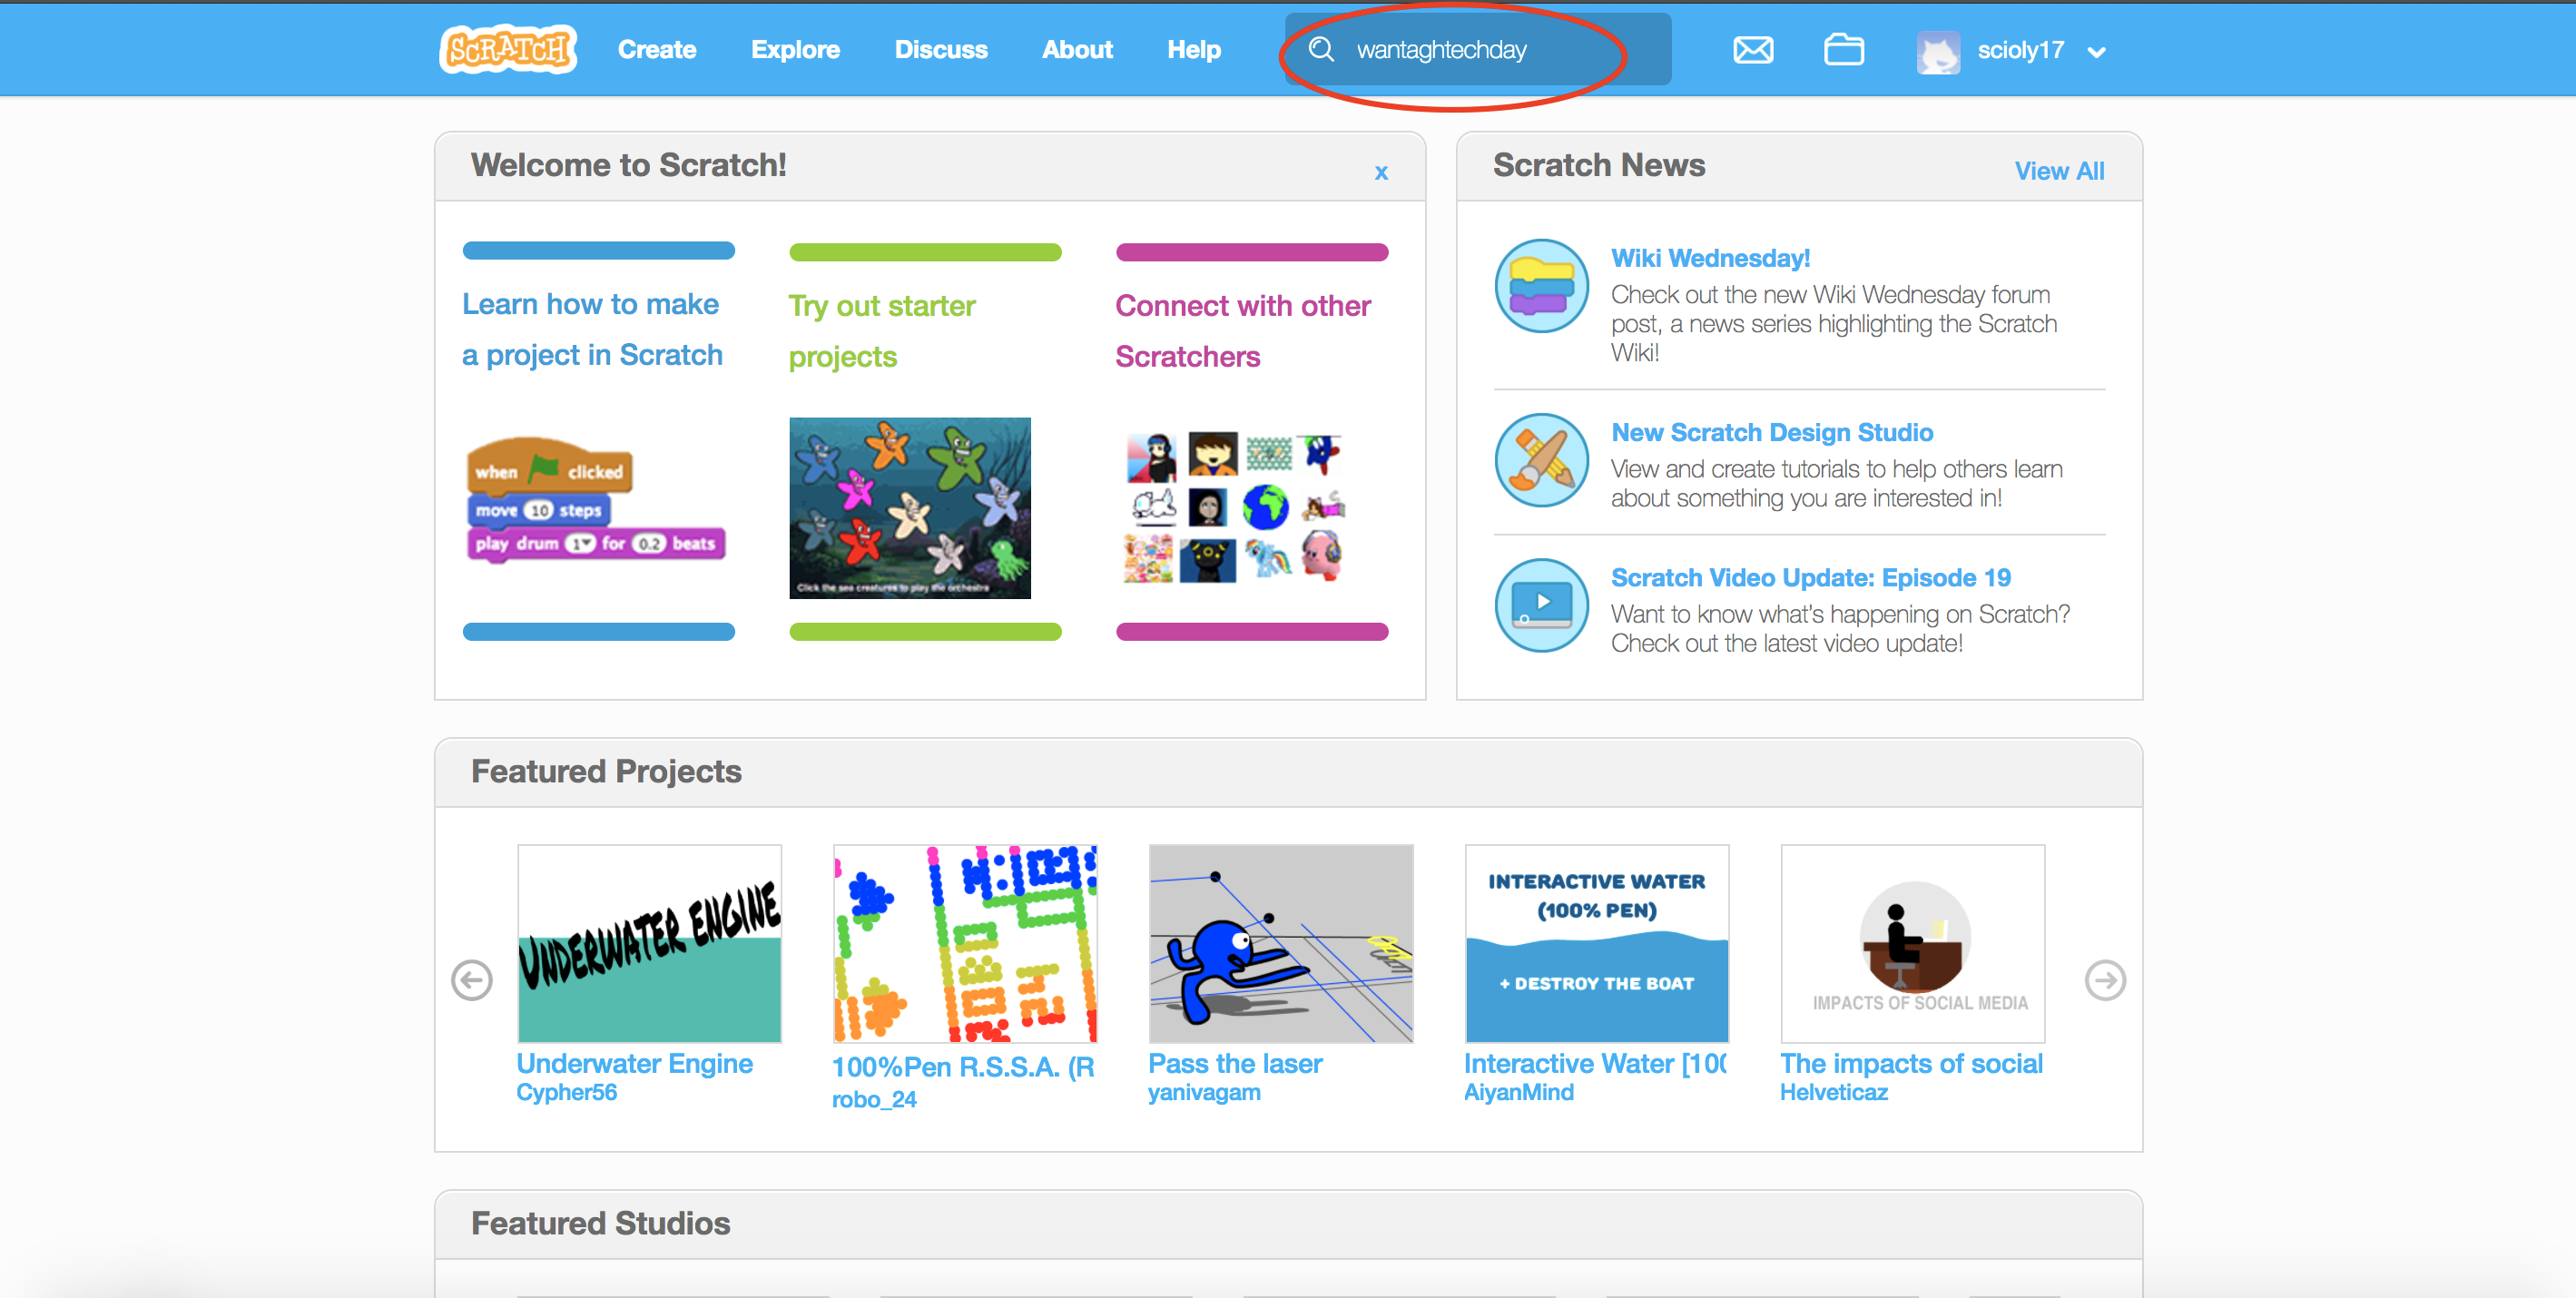 SCRATCH Create Explore Discuss About Help wantaghtechday scioly17
Welcome to Scratch! x
Learn how to make
a project in Scratch
when clicked
move 10 steps
play drum 1 for 0.2 beats
Try out starter
projects
Click the sea creatures to play the orchestra
Connect with other
Scratchers
Scratch News View All
Wiki Wednesday!
Check out the new Wiki Wednesday forum
post, a news series highlighting the Scratch
Wiki!
New Scratch Design Studio
View and create tutorials to help others learn
about something you are interested in!
Scratch Video Update: Episode 19
Want to know what's happening on Scratch?
Check out the latest video update!
Featured Projects
UNDERWATER ENGINE
Underwater Engine
Cypher56
100%Pen R.S.S.A. (R
robo_24
Pass the laser
yanivagam
INTERACTIVE WATER
(100% PEN)
+ DESTROY THE BOAT
Interactive Water [10
AiyanMind
IMPACTS OF SOCIAL MEDIA
The impacts of social
Helveticaz
Featured Studios